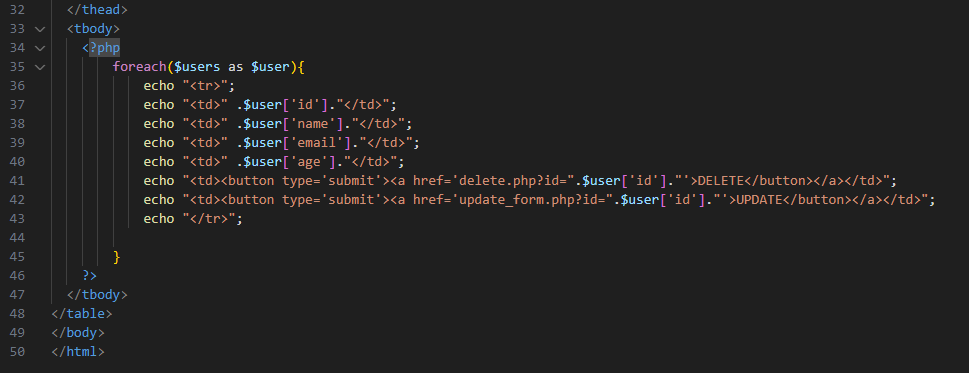 32 </thead>
33 <tbody>
34 <?php
35 foreach($users as $user){
36 echo "<tr>";
37 echo "<td>" .$user['id']."</td>";
38 echo "<td>" .$user['name']."</td>";
39 echo "<td>" .$user['email']."</td>";
40 echo "<td>" .$user['age']."</td>";
41 echo "<td><button type='submit'><a href='delete.php?id=".$user['id']."'>DELETE</button></a></td>";
42 echo "<td><button type='submit'><a href='update_form.php?id=".$user['id']."'>UPDATE</button></a></td>";
43 echo "</tr>";
44
45 }
46 ?>
47 </tbody>
48 </table>
49 </body>
50 </html>